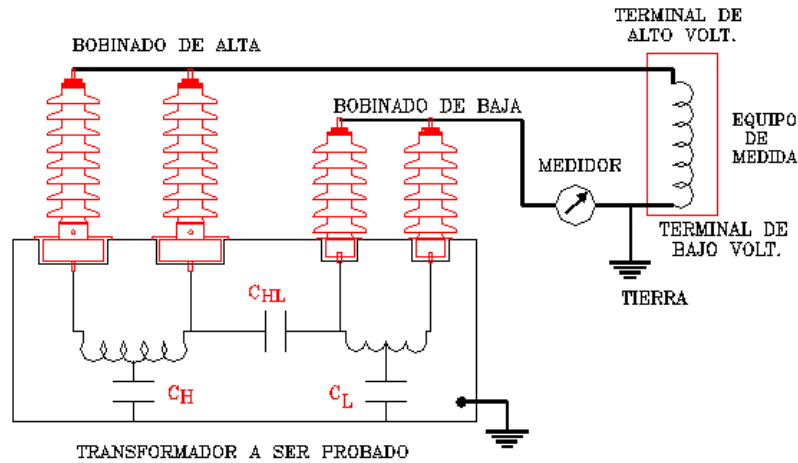 TERMINAL DE
ALTO VOLT.
BOBINADO DE ALTA
BOBINADO DE BAJA
EQUIPO
DE
MEDIDA
MEDIDOR
TERMINAL DE
BAJO VOLT.
TIERRA
CHL
CH
CL
TRANSFORMADOR A SER PROBADO